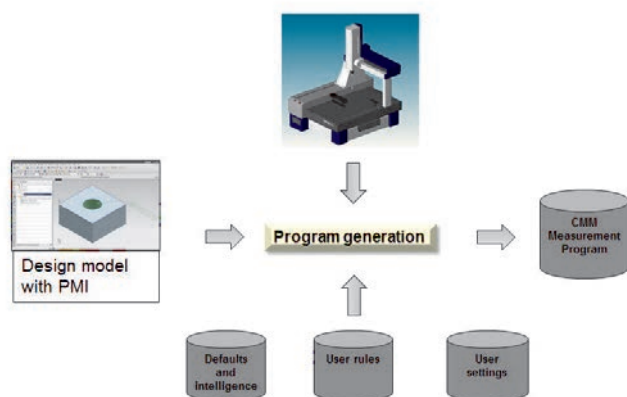 Program generation
CMM
Measurement
Program
Design model
with PMI
Defaults
and
intelligence
User rules
User
settings